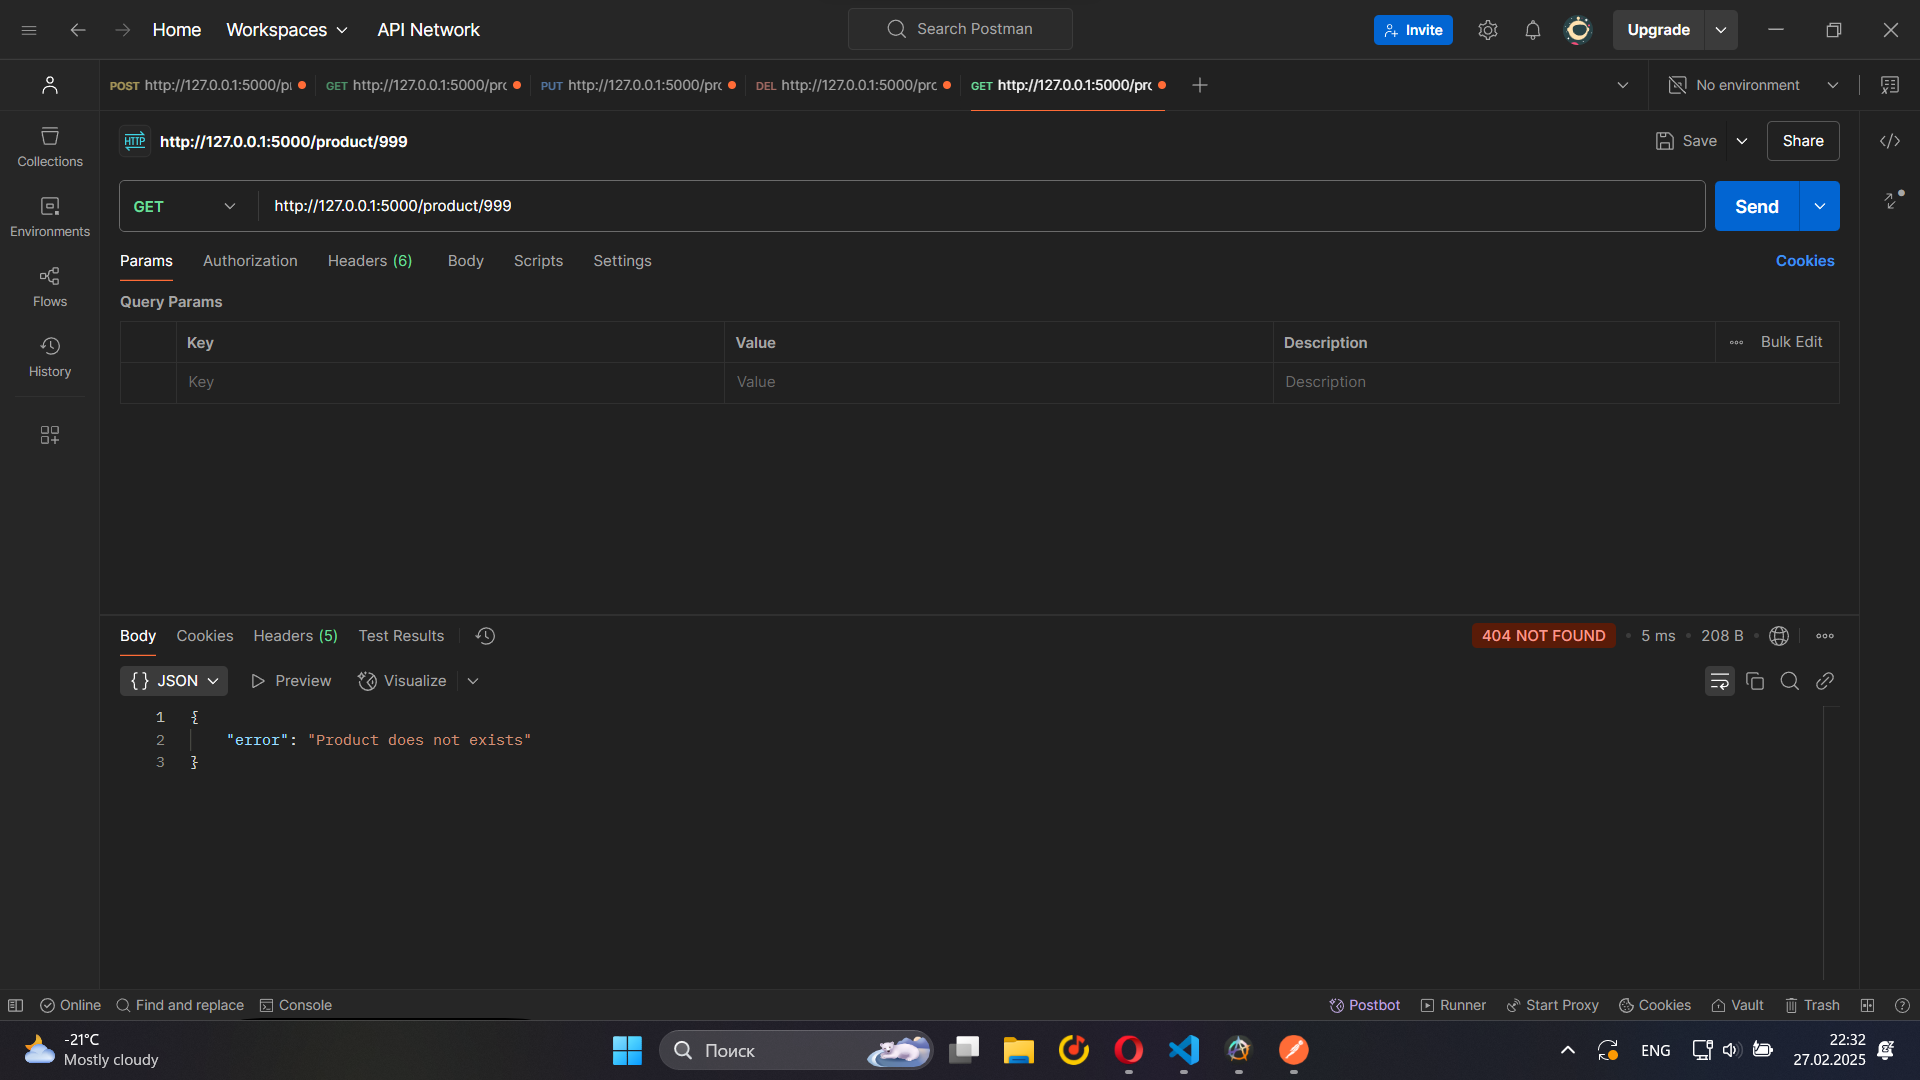 Home Workspaces API Network Search Postman Invite Upgrade
POST http://127.0.0.1:5000/p GET http://127.0.0.1:5000/pr PUT http://127.0.0.1:5000/pr DEL http://127.0.0.1:5000/pr GET http://127.0.0.1:5000/pr No environment
HTTP http://127.0.0.1:5000/product/999 Save Share
Collections
GET http://127.0.0.1:5000/product/999 Send
Environments
Params Authorization Headers (6) Body Scripts Settings Cookies
Flows
Query Params
Key Value Description Bulk Edit
History
Key Value Description
Body Cookies Headers (5) Test Results 404 NOT FOUND • 5 ms • 208 B •
{} JSON Preview Visualize
1 {
2 "error": "Product does not exists"
3 }
Online Find and replace Console Postbot Runner Start Proxy Cookies Vault Trash
-21°C
Mostly cloudy
Поиск
ENG
22:32
27.02.2025